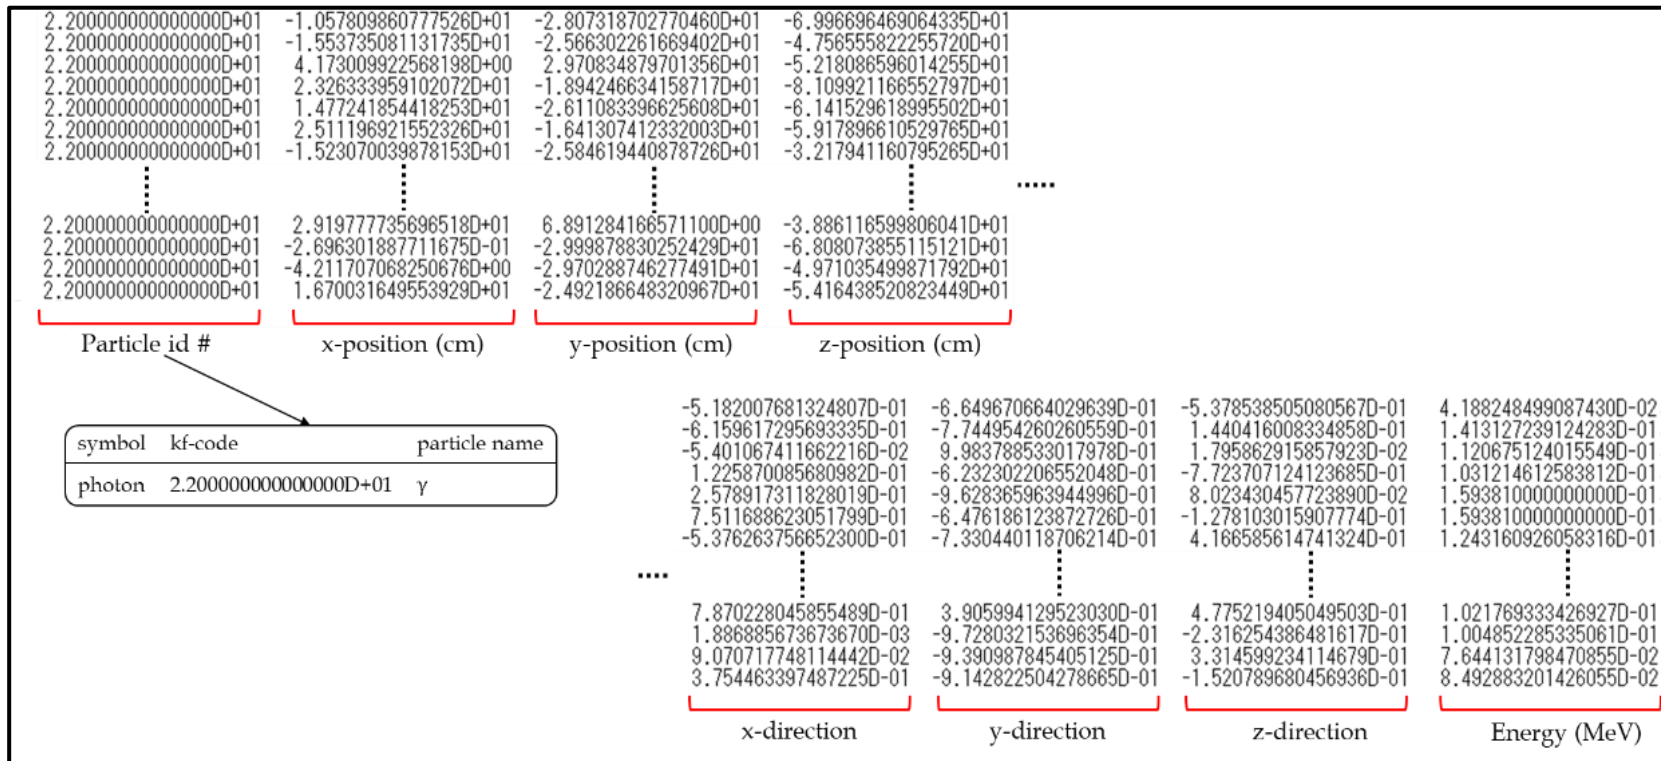 2.200000000000000D+01 -1.057809860777526D+01 -2.807318702770460D+01 -6.996696469064335D+01
2.200000000000000D+01 -1.553735081131735D+01 -2.566302261669402D+01 -4.756555822255720D+01
2.200000000000000D+01 4.173009922568198D+00 2.970834879701356D+01 -5.218086596014255D+01
2.200000000000000D+01 2.326333959102072D+01 -1.894246634158717D+01 -8.109921166552797D+01
2.200000000000000D+01 1.477241854418253D+01 -2.611083396625608D+01 -6.141529618995502D+01
2.200000000000000D+01 2.511196921552326D+01 -1.641307412332003D+01 -5.917896610529765D+01
2.200000000000000D+01 -1.523070039878153D+01 -2.584619440878726D+01 -3.217941160795265D+01
2.200000000000000D+01 2.919777735696518D+01 6.891284166571100D+00 -3.886116599806041D+01
2.200000000000000D+01 -2.696301887711675D-01 -2.999878830252429D+01 -6.808073855115121D+01
2.200000000000000D+01 -4.211707068250676D+00 -2.970288746277491D+01 -4.971035499871792D+01
2.200000000000000D+01 1.670031649553929D+01 -2.492186648320967D+01 -5.416438520823449D+01
Particle id # x-position (cm) y-position (cm) z-position (cm)
symbol kf-code particle name
photon 2.200000000000000D+01 γ
-5.182007681324807D-01 -6.649670664029639D-01 -5.378538505080567D-01 4.188248499087430D-02
-6.159617295693335D-01 -7.744954260260559D-01 1.440416008334858D-01 1.413127239124283D-01
-5.401067411662216D-02 9.983788533017978D-01 1.795862915857923D-02 1.120675124015549D-01
1.225870085680982D-01 -6.232302206552048D-01 -7.723707124123685D-01 1.031214612583812D-01
2.578917311828019D-01 -9.628365963944996D-01 8.023430457723890D-02 1.593810000000000D-01
7.511688623051799D-01 -6.476186123872726D-01 -1.278103015907774D-01 1.593810000000000D-01
-5.376263756652300D-01 -7.330440118706214D-01 4.166585614741324D-01 1.243160926058316D-01
7.870228045855489D-01 3.905994129523030D-01 4.775219405049503D-01 1.021769333426927D-01
1.886885673673670D-03 -9.728032153696354D-01 -2.316254386481617D-01 1.004852285335061D-01
9.070717748114442D-02 -9.390987845405125D-01 3.314599234114679D-01 7.644131798470855D-02
3.754463397487225D-01 -9.142822504278665D-01 -1.520789680456936D-01 8.492883201426055D-02
x-direction y-direction z-direction Energy (MeV)